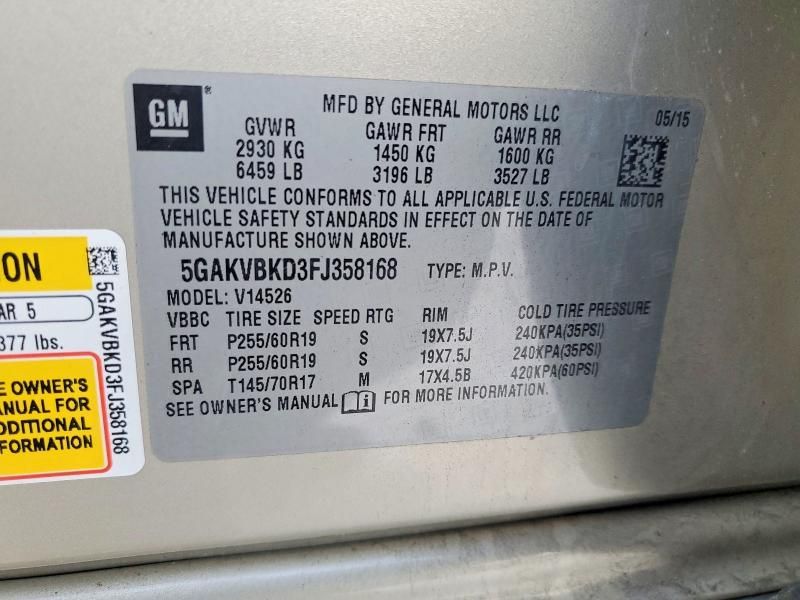 GM ®
MFD BY GENERAL MOTORS LLC 05/15
GVWR GAWR FRT GAWR RR
2930 KG 1450 KG 1600 KG
6459 LB 3196 LB 3527 LB
THIS VEHICLE CONFORMS TO ALL APPLICABLE U.S. FEDERAL MOTOR
VEHICLE SAFETY STANDARDS IN EFFECT ON THE DATE OF
MANUFACTURE SHOWN ABOVE.
5GAKVBKD3FJ358168 TYPE: M.P.V.
MODEL: V14526
VBBC TIRE SIZE SPEED RTG RIM COLD TIRE PRESSURE
FRT P255/60R19 S 19X7.5J 240KPA(35PSI)
RR P255/60R19 S 19X7.5J 240KPA(35PSI)
SPA T145/70R17 M 17X4.5B 420KPA(60PSI)
SEE OWNER'S MANUAL i FOR MORE INFORMATION.
ON
AR 5
377 lbs.
E OWNER'S
ANUAL FOR
DDITIONAL
FORMATION
5GAKVBKD3FJ358168